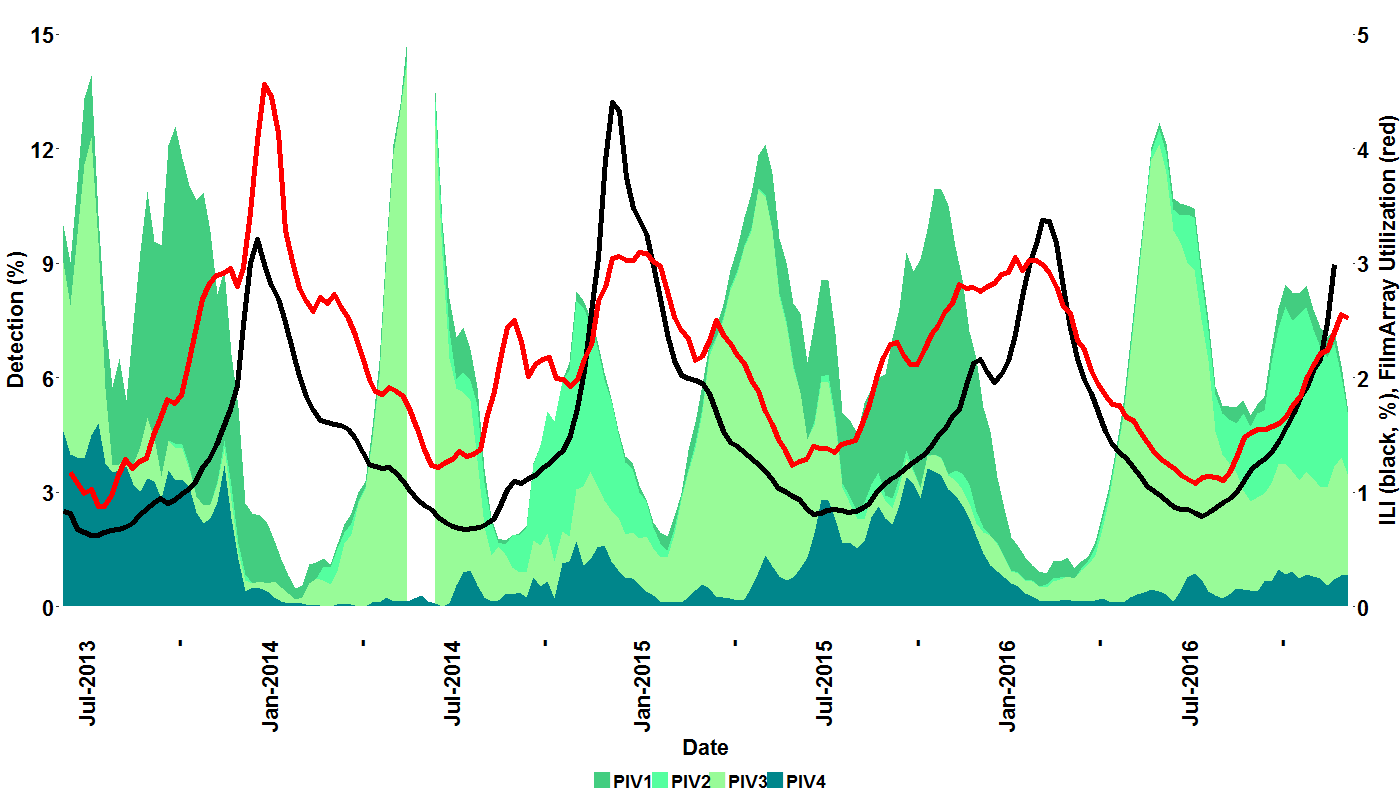 15
12
9
6
3
0
Detection (%)
5
4
3
2
1
0
ILI (black, %), FilmArray Utilization (red)
Jul-2013
-
Jan-2014
-
Jul-2014
-
Jan-2015
-
Jul-2015
-
Jan-2016
-
Jul-2016
-
Date
PIV1 PIV2 PIV3 PIV4